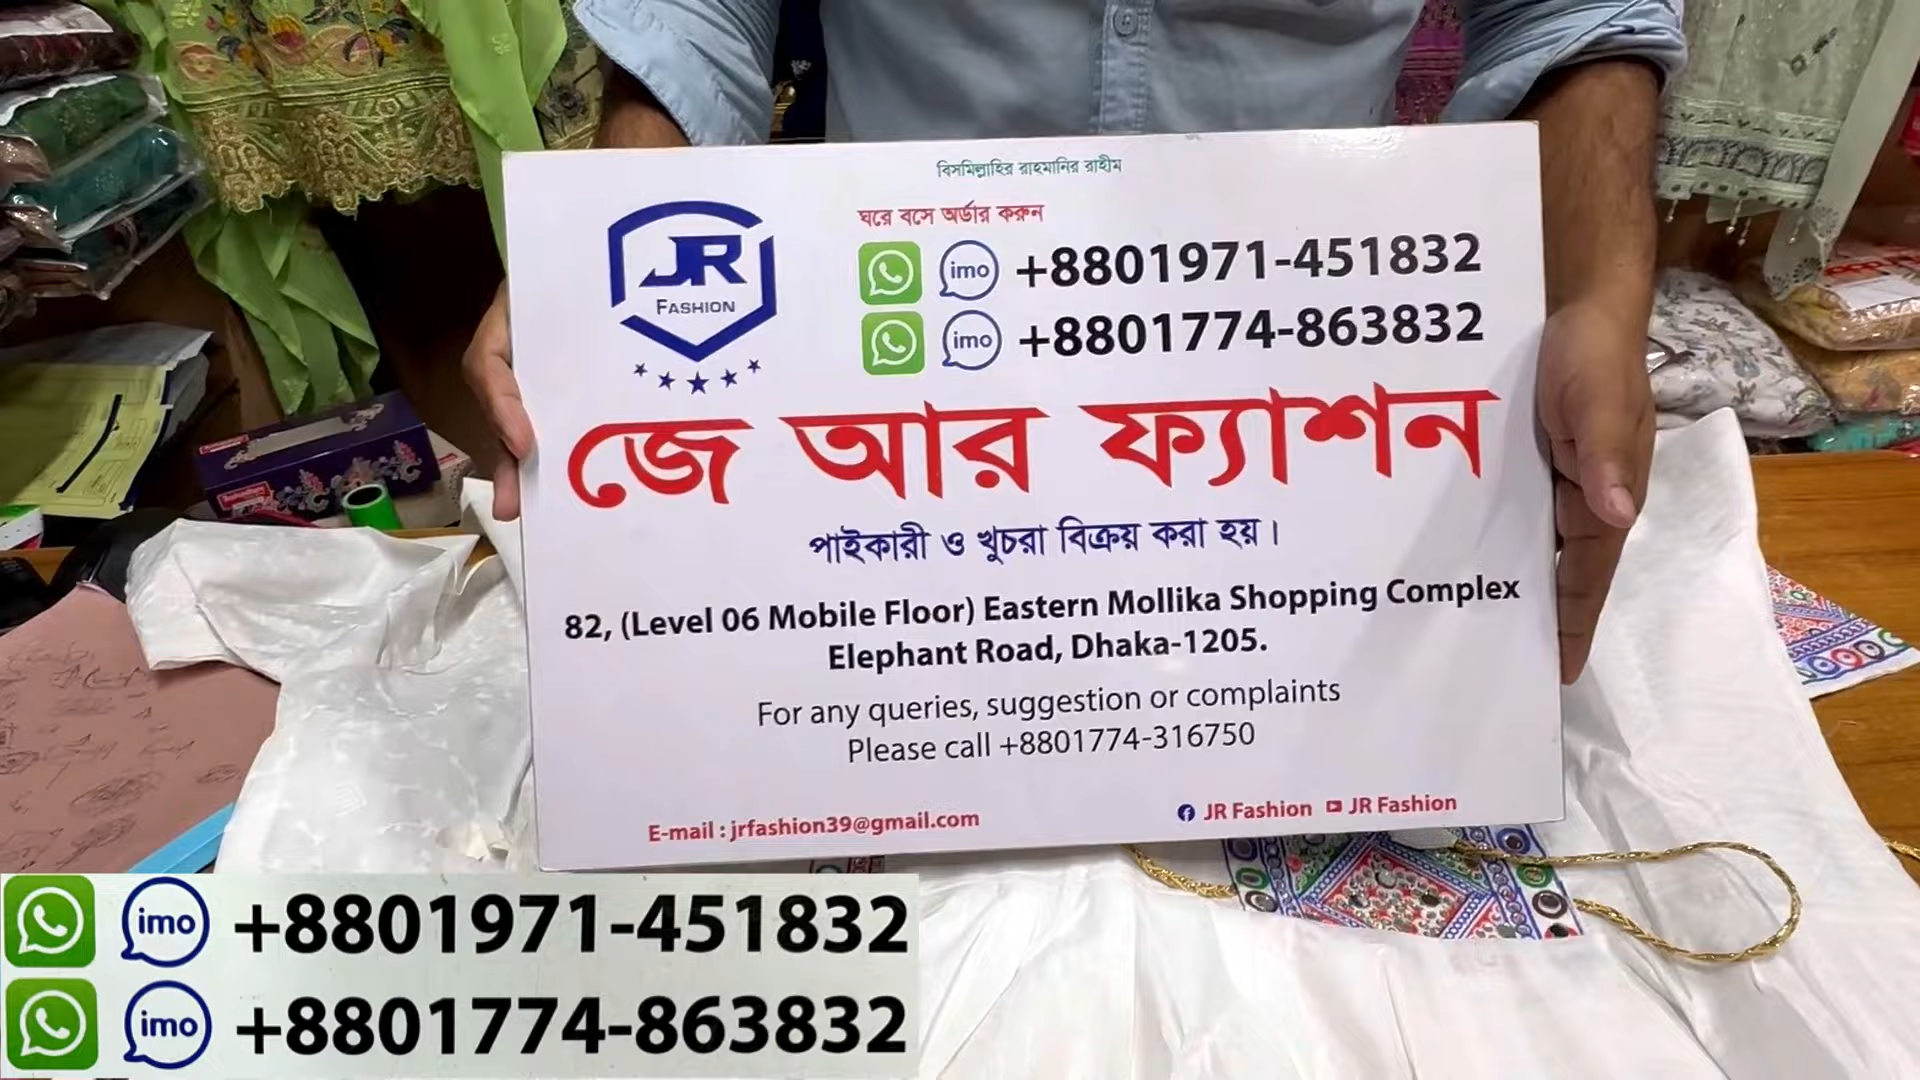 বিসমিল্লাহির রাহমানির রাহীম
ঘরে বসে অর্ডার করুন
JR
FASHION
imo +8801971-451832
imo +8801774-863832
জে আর ফ্যাশন
পাইকারী ও খুচরা বিক্রয় করা হয়।
82, (Level 06 Mobile Floor) Eastern Mollika Shopping Complex
Elephant Road, Dhaka-1205.
For any queries, suggestion or complaints
Please call +8801774-316750
E-mail : jrfashion39@gmail.com
JR Fashion JR Fashion
imo +8801971-451832
imo +8801774-863832